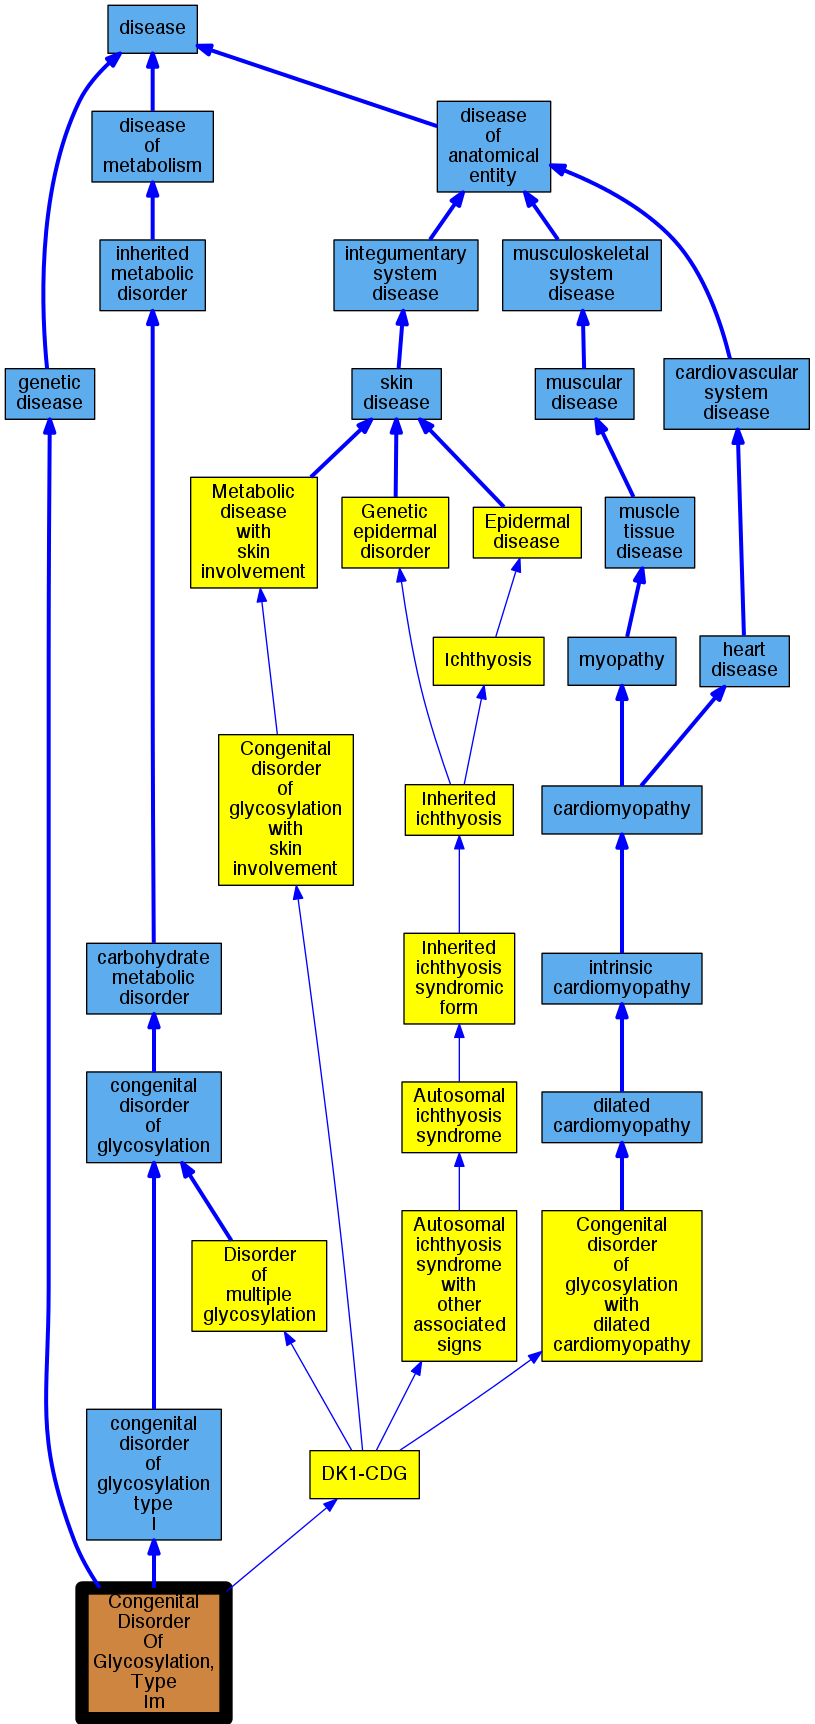 disease
disease
of
metabolism
disease
of
anatomical
entity
inherited
metabolic
disorder
integumentary
system
disease
musculoskeletal
system
disease
genetic
disease
skin
disease
muscular
disease
cardiovascular
system
disease
Metabolic
disease
with
skin
involvement
Genetic
epidermal
disorder
Epidermal
disease
muscle
tissue
disease
Ichthyosis
myopathy
heart
disease
Congenital
disorder
of
glycosylation
with
skin
involvement
Inherited
ichthyosis
cardiomyopathy
carbohydrate
metabolic
disorder
Inherited
ichthyosis
syndromic
form
intrinsic
cardiomyopathy
congenital
disorder
of
glycosylation
Autosomal
ichthyosis
syndrome
dilated
cardiomyopathy
Disorder
of
multiple
glycosylation
Autosomal
ichthyosis
syndrome
with
other
associated
signs
Congenital
disorder
of
glycosylation
with
dilated
cardiomyopathy
congenital
disorder
of
glycosylation
type
I
DK1-CDG
Congenital
Disorder
Of
Glycosylation,
Type
Im